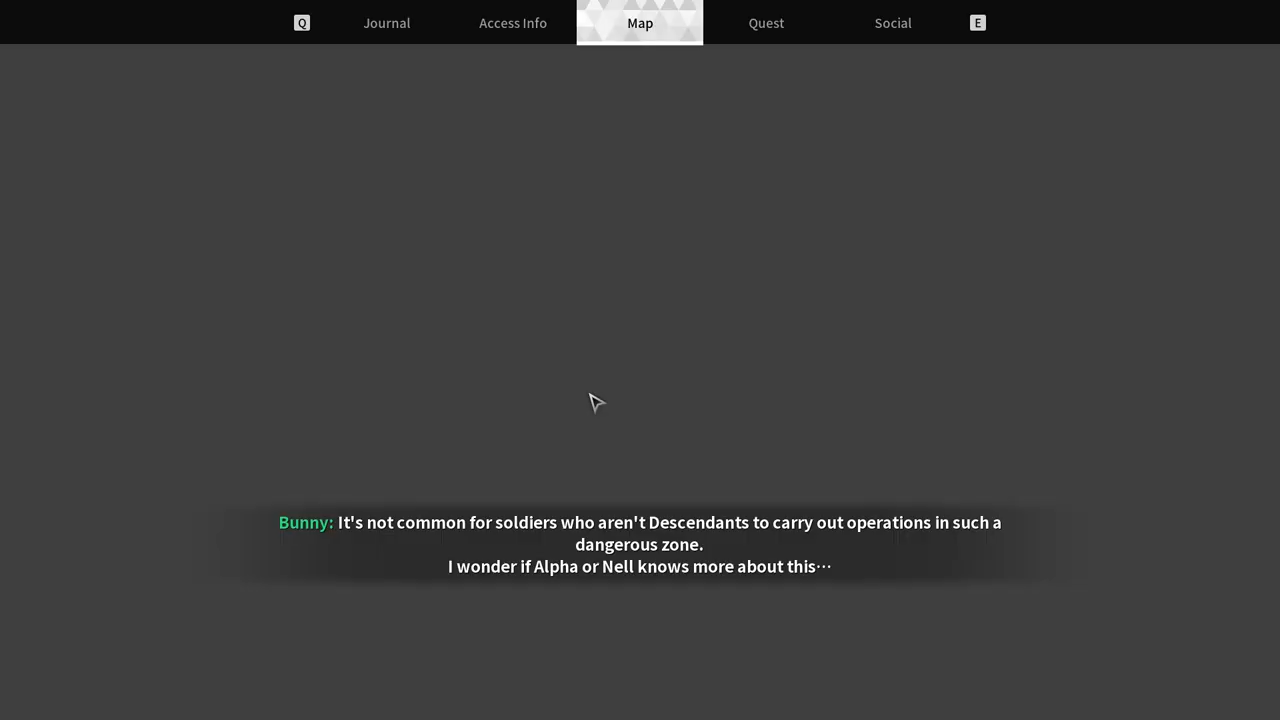 Q Journal Access Info Map Quest Social E
Bunny: It's not common for soldiers who aren't Descendants to carry out operations in such a
dangerous zone.
I wonder if Alpha or Nell knows more about this···